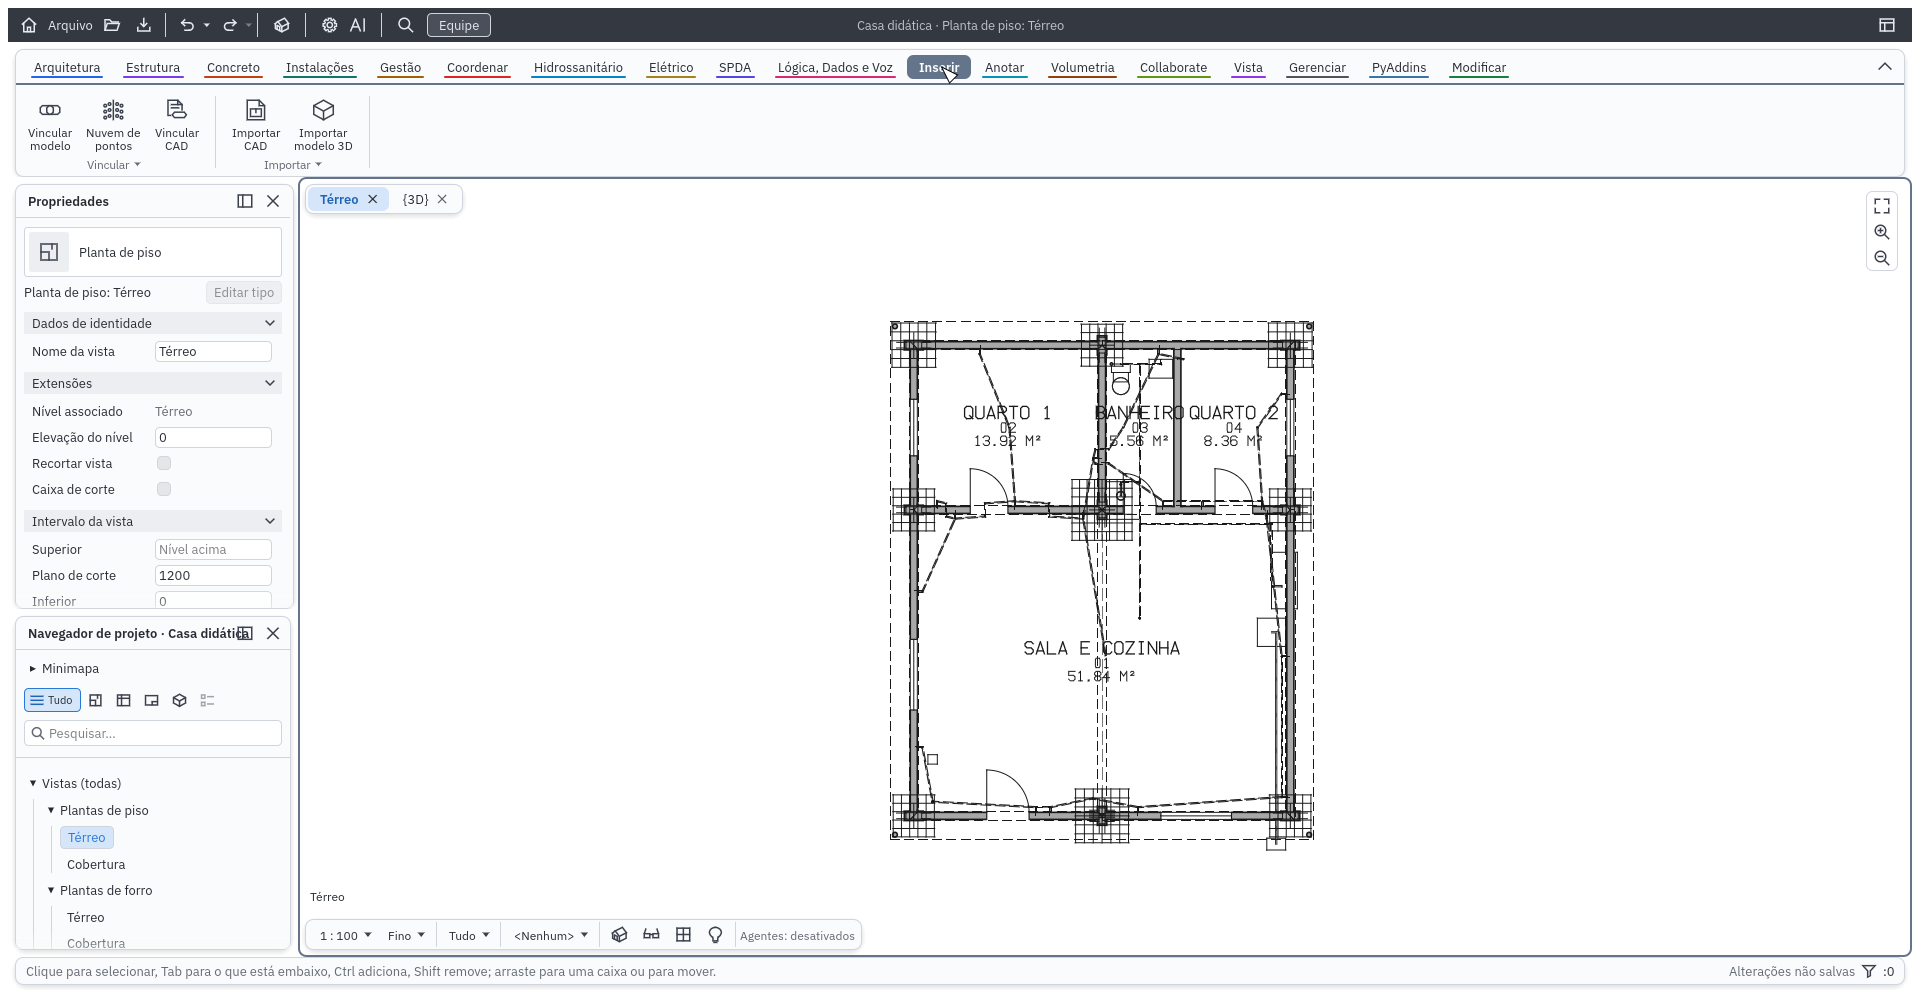 Arquivo
Equipe
Casa didática · Planta de piso: Térreo
Arquitetura
Estrutura
Concreto
Instalações
Gestão
Coordenar
Hidrossanitário
Elétrico
SPDA
Lógica, Dados e Voz
Inserir
Anotar
Volumetria
Collaborate
Vista
Gerenciar
PyAddins
Modificar
Vincular modelo
Nuvem de pontos
Vincular CAD
Importar CAD
Importar modelo 3D
Vincular
Importar
Propriedades
Planta de piso
Planta de piso: Térreo
Editar tipo
Dados de identidade
Nome da vista
Térreo
Extensões
Nível associado
Térreo
Elevação do nível
0
Recortar vista
Caixa de corte
Intervalo da vista
Superior
Nível acima
Plano de corte
1200
Inferior
0
Navegador de projeto · Casa didática
Minimapa
Tudo
Pesquisar...
Vistas (todas)
Plantas de piso
Térreo
Cobertura
Plantas de forro
Térreo
Cobertura
Térreo
{3D}
QUARTO 1
02
13.92 M²
BANHEIRO
03
5.56 M²
QUARTO 2
04
8.36 M²
SALA E COZINHA
01
51.84 M²
Térreo
1 : 100
Fino
Tudo
<Nenhum>
Agentes: desativados
Clique para selecionar, Tab para o que está embaixo, Ctrl adiciona, Shift remove; arraste para uma caixa ou para mover.
Alterações não salvas
:0